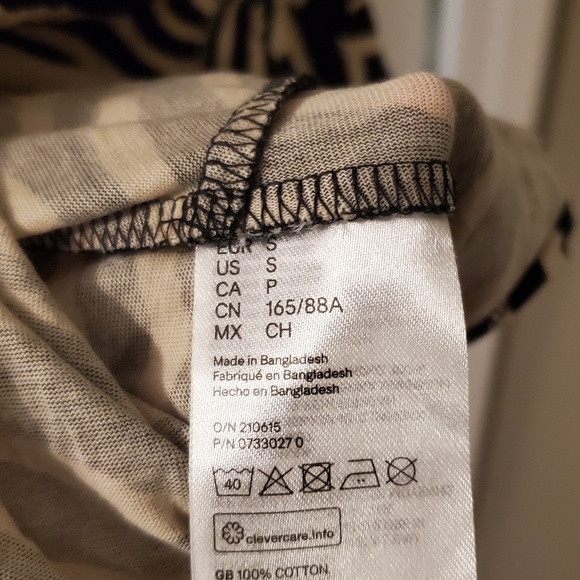 EUR S
US S
CA P
CN 165/88A
MX CH
Made in Bangladesh
Fabriqué en Bangladesh
Hecho en Bangladesh
O/N 210615
P/N 0733027 0
40
clevercare.info
GB 100% COTTON